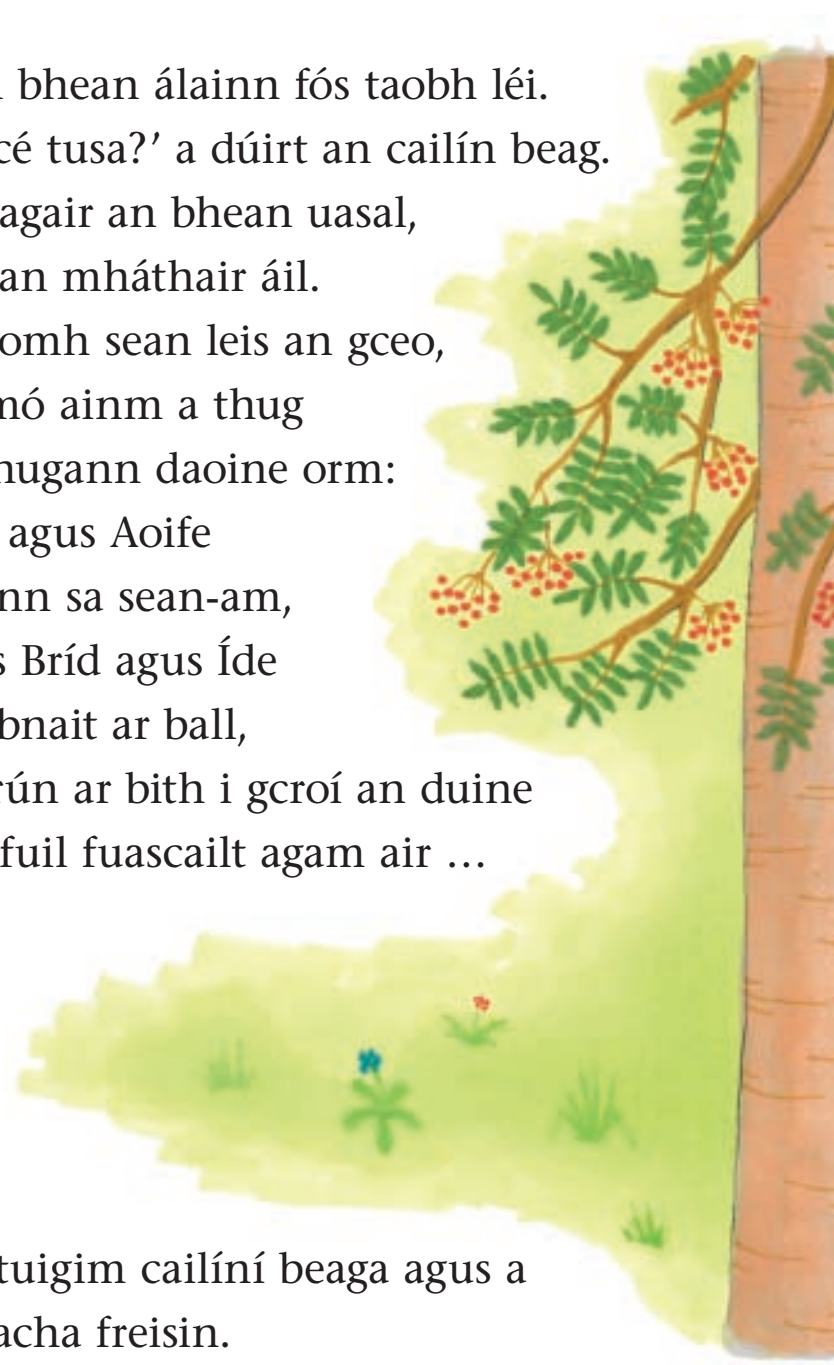 bhean álainn fós taobh léi.
cé tusa?’ a dúirt an cailín beag.
agair an bhean uasal,
an mháthair áil.
omh sean leis an gceo,
mó ainm a thug
hugann daoine orm:
agus Aoife
nn sa sean-am,
s Bríd agus Íde
bnait ar ball,
rún ar bith i gcroí an duine
fuil fuascailt agam air …
tuigim cailíní beaga agus a
acha freisin.